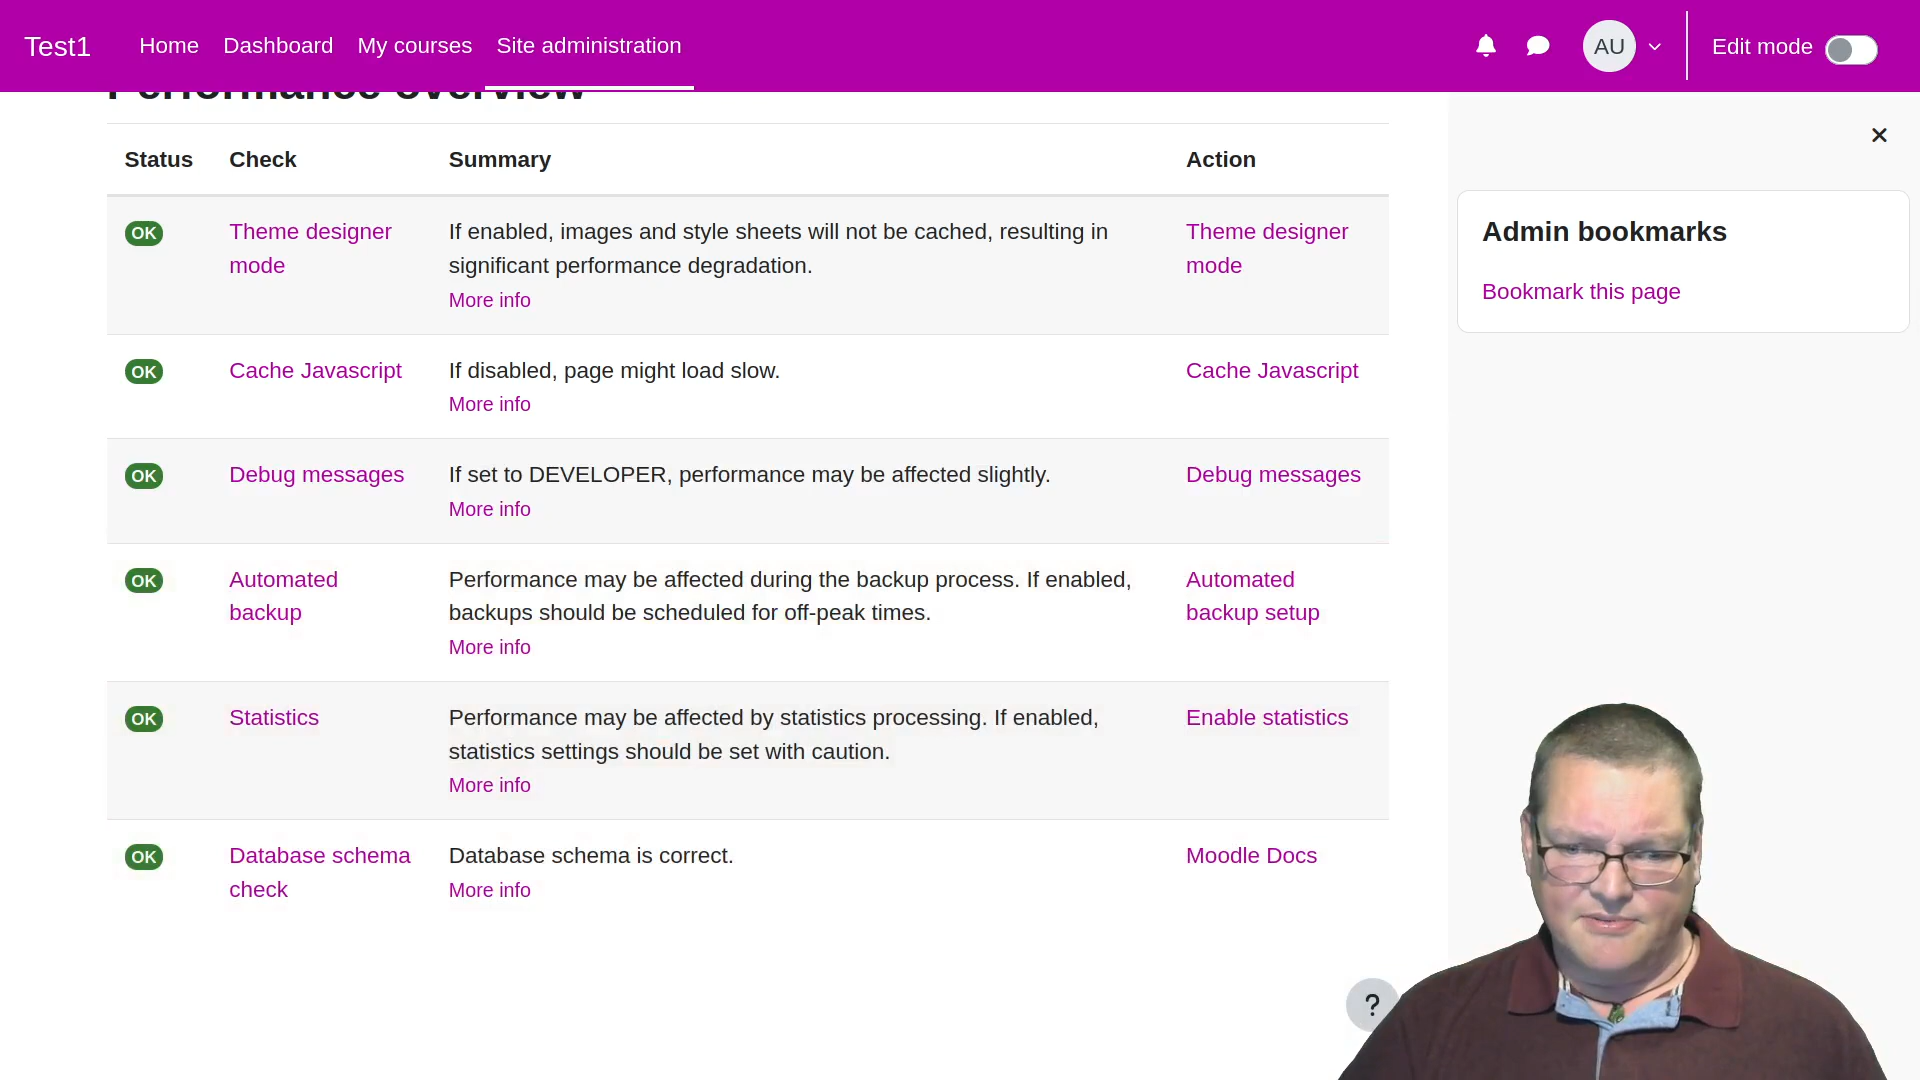 Test1
Home
Dashboard
My courses
Site administration
AU
Edit mode
Performance overview
Status
Check
Summary
Action
OK
Theme designer
mode
If enabled, images and style sheets will not be cached, resulting in
significant performance degradation.
More info
Theme designer
mode
OK
Cache Javascript
If disabled, page might load slow.
More info
Cache Javascript
OK
Debug messages
If set to DEVELOPER, performance may be affected slightly.
More info
Debug messages
OK
Automated
backup
Performance may be affected during the backup process. If enabled,
backups should be scheduled for off-peak times.
More info
Automated
backup setup
OK
Statistics
Performance may be affected by statistics processing. If enabled,
statistics settings should be set with caution.
More info
Enable statistics
OK
Database schema
check
Database schema is correct.
More info
Moodle Docs
Admin bookmarks
Bookmark this page
?